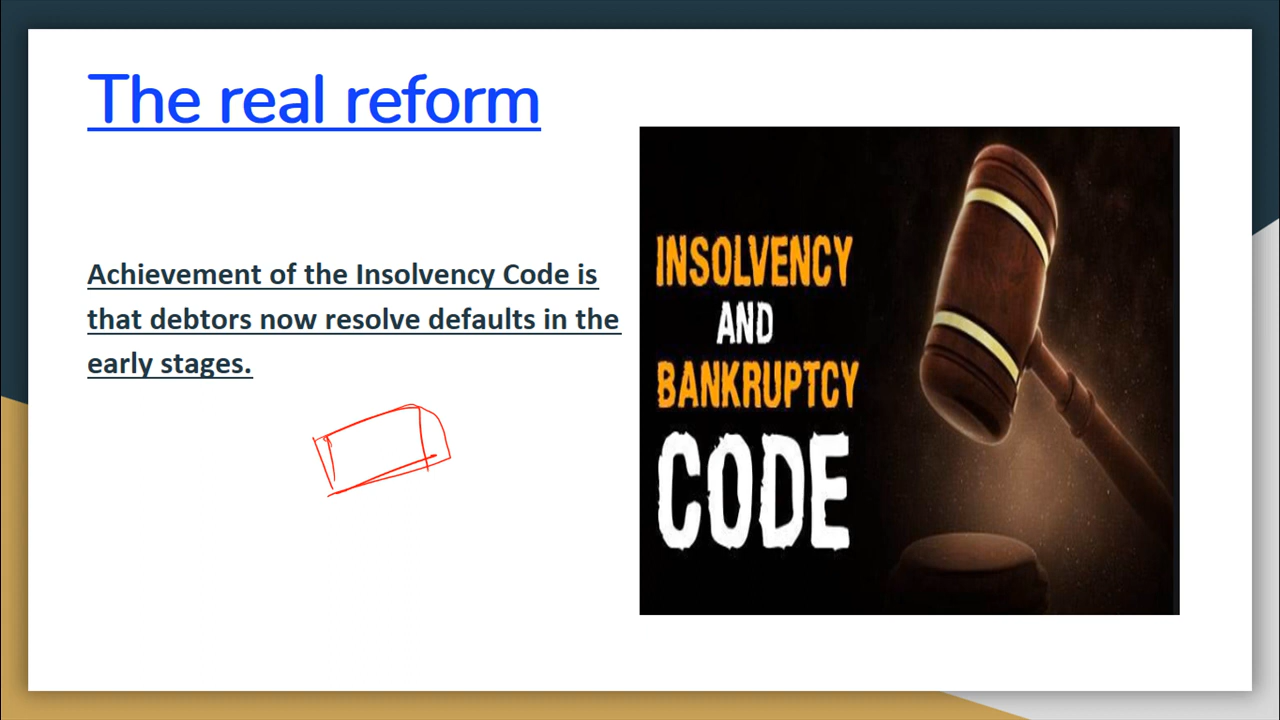 The real reform
Achievement of the Insolvency Code is
that debtors now resolve defaults in the
early stages.
INSOLVENCY
AND
BANKRUPTCY
CODE